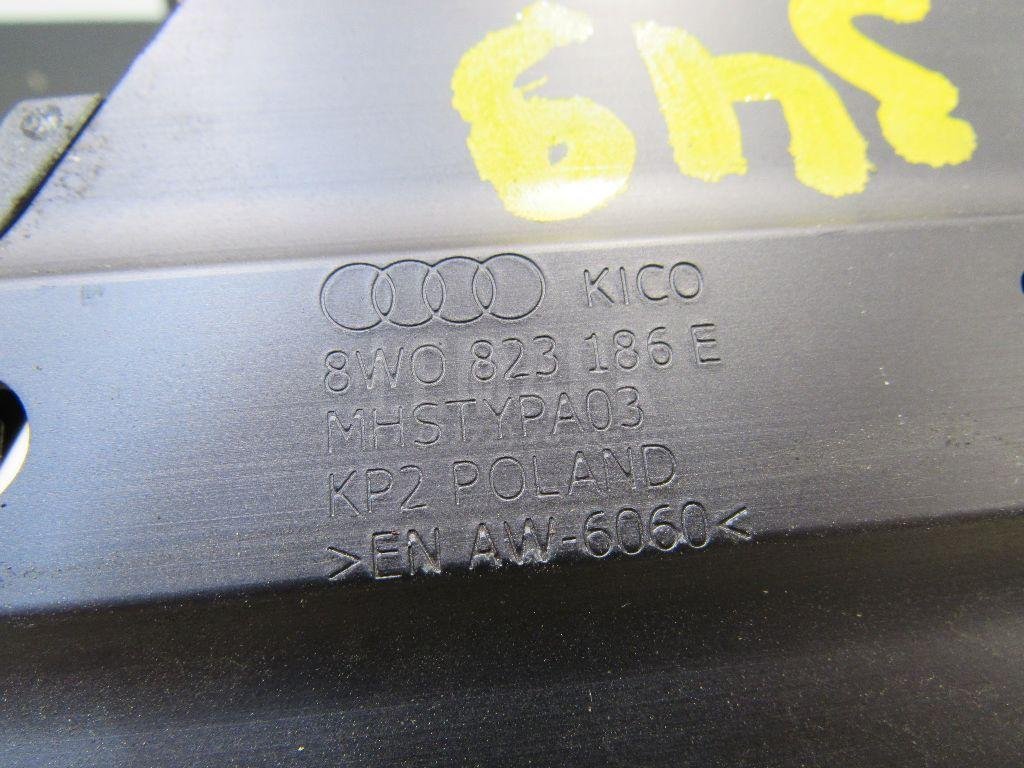 KICO
8W0 823 186 E
MHSTYPA03
KP2 POLAND
>EN AW-6060<